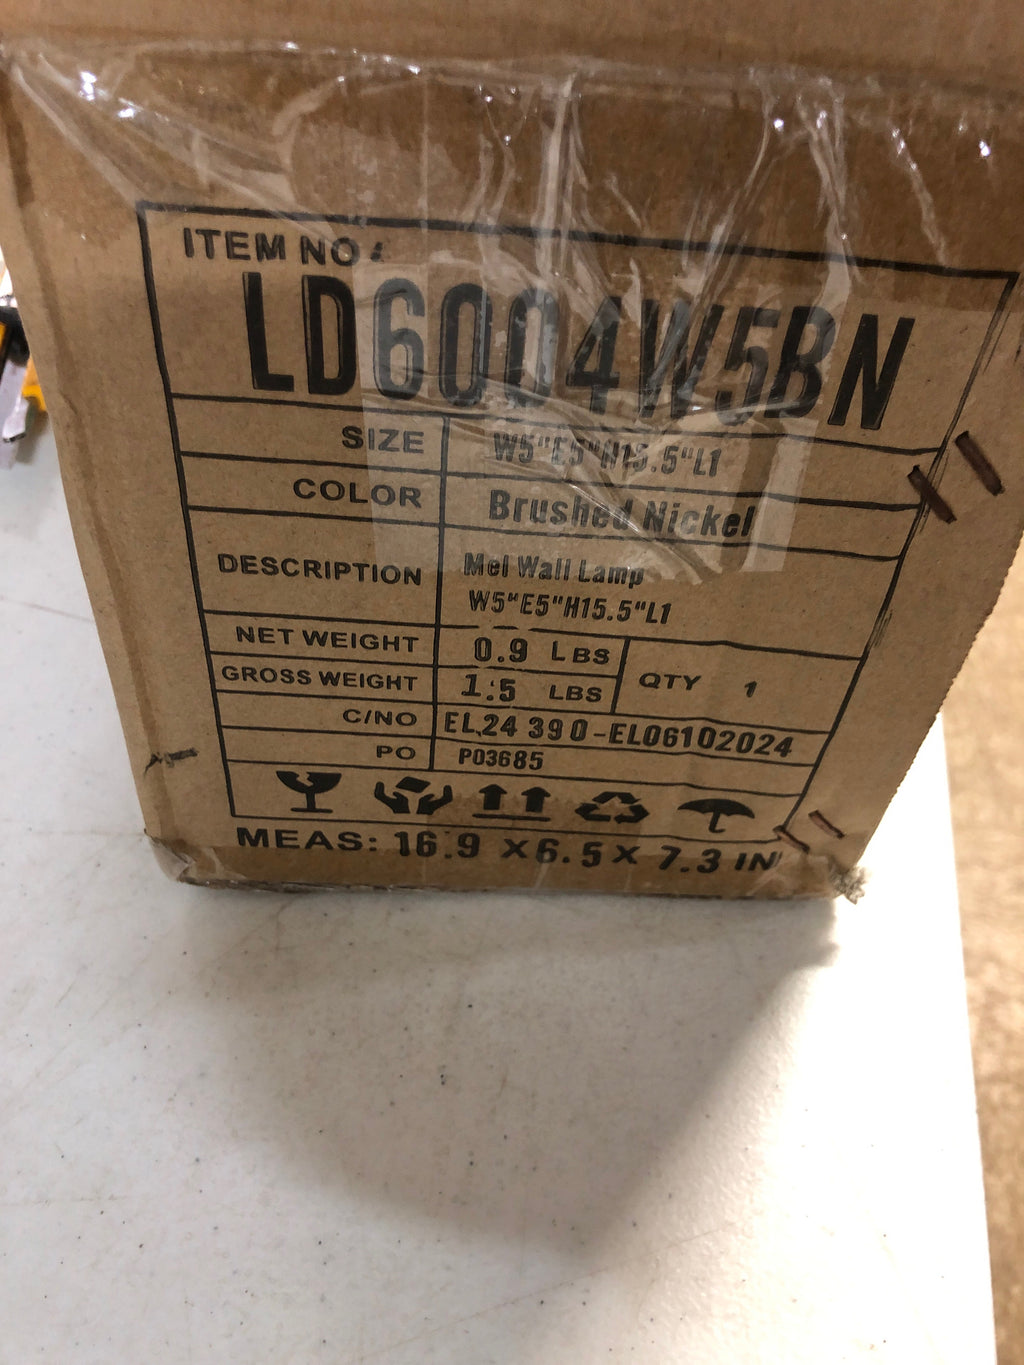 ITEM NO
LD6004W5BN
SIZE W5"E5"H15.5"L1
COLOR Brushed Nickel
DESCRIPTION Mel Wall Lamp
W5"E5"H15.5"L1
NET WEIGHT 0.9 LBS
GROSS WEIGHT 1.5 LBS QTY 1
C/NO EL24 390-EL06102024
PO P03685
MEAS: 16.9 X 6.5 X 7.3 IN